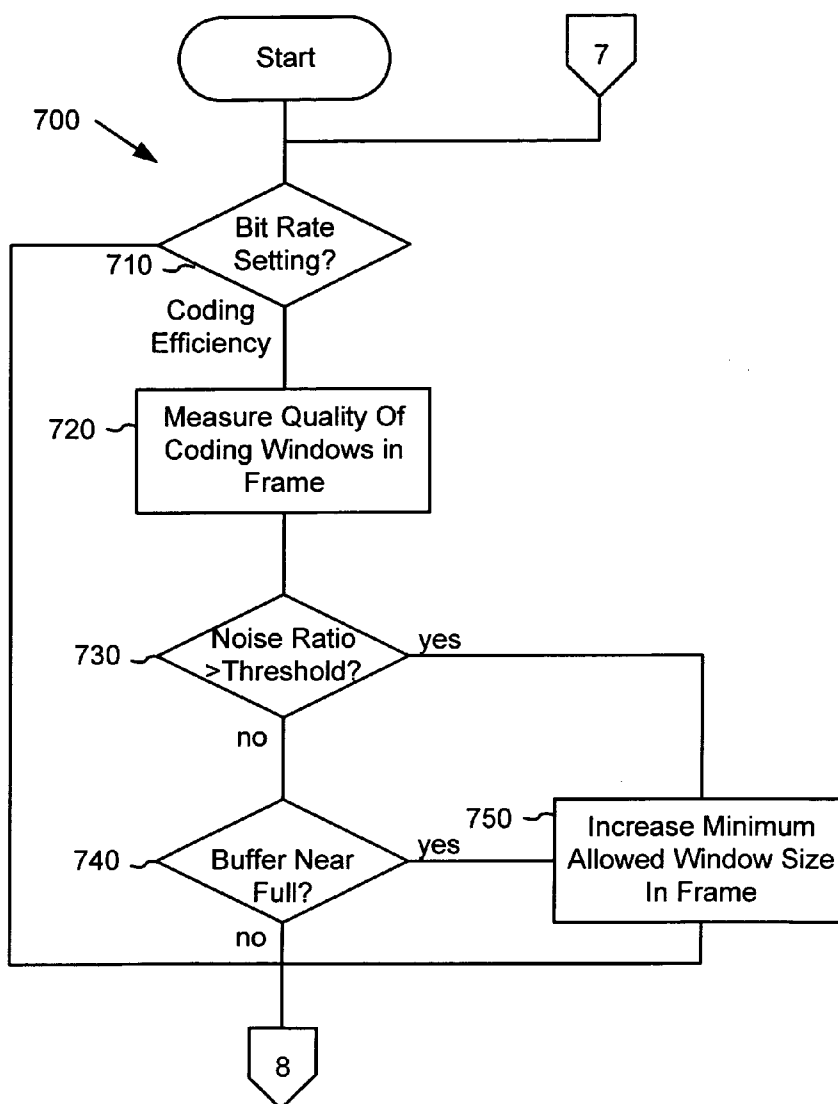 Start
7
700
Bit Rate
Setting?
710
Coding
Efficiency
720
Measure Quality Of
Coding Windows in
Frame
730
Noise Ratio
>Threshold?
yes
no
740
Buffer Near
Full?
yes
750
Increase Minimum
Allowed Window Size
In Frame
no
8